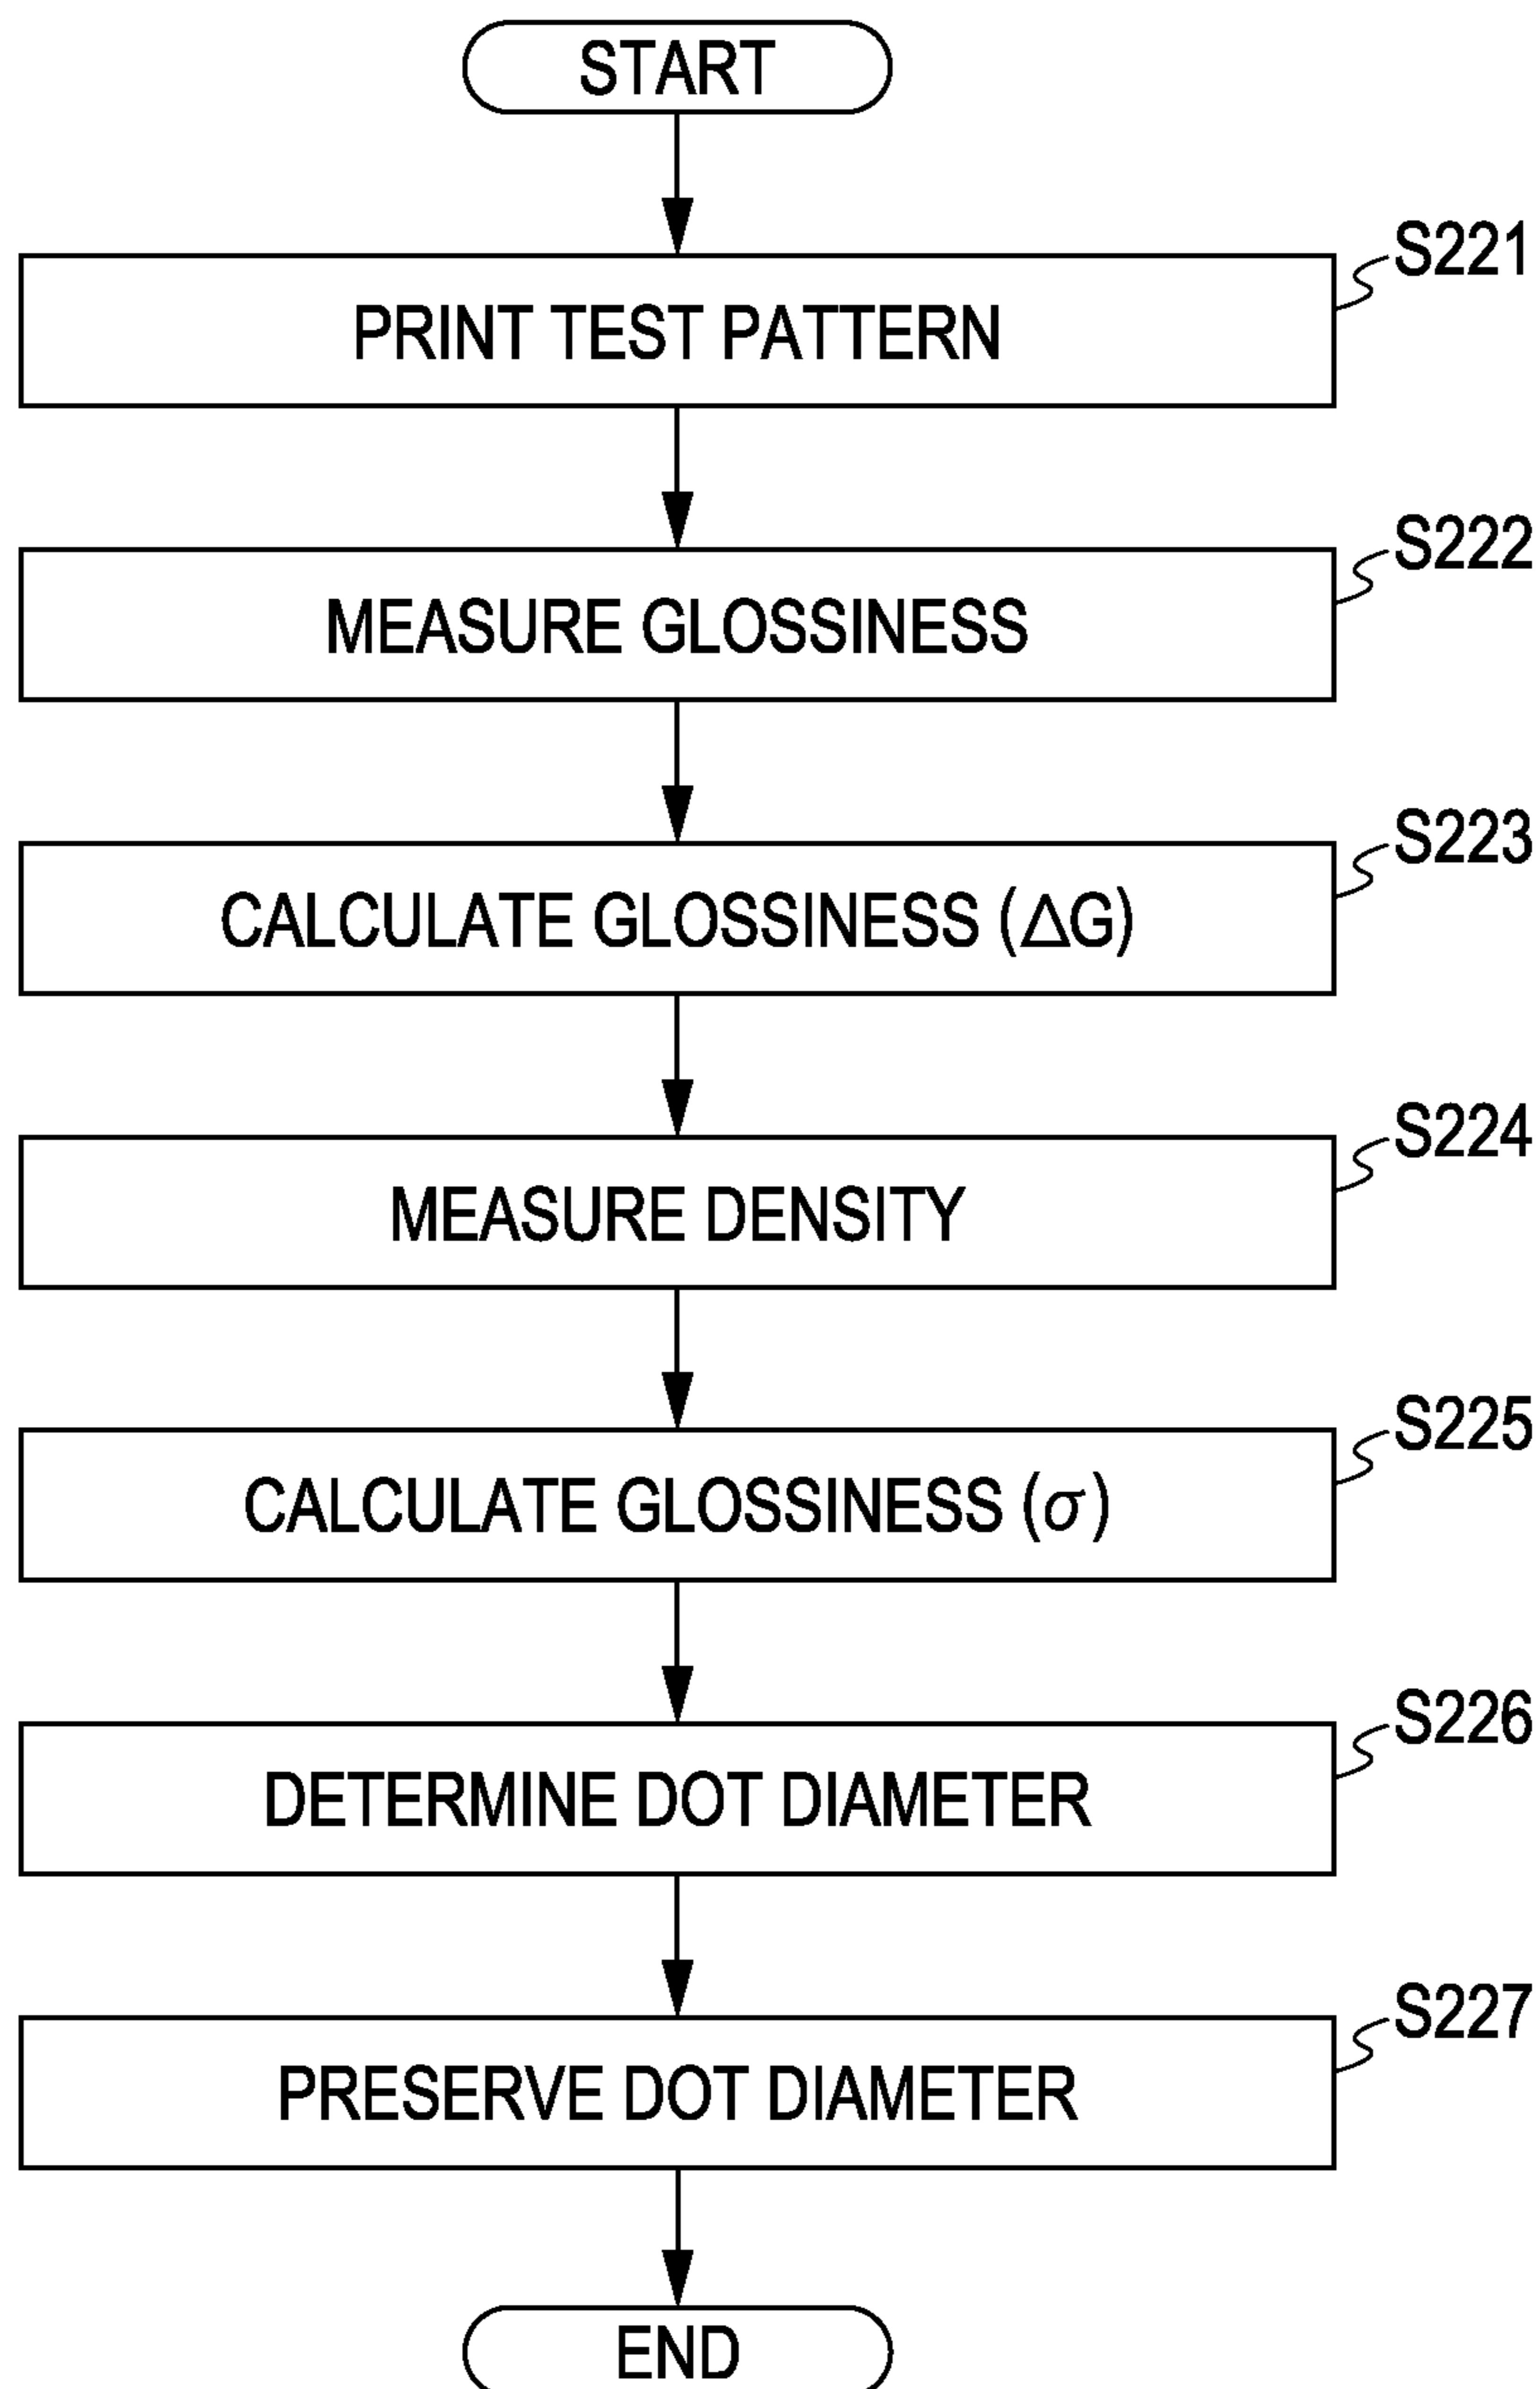 START
S221
PRINT TEST PATTERN
S222
MEASURE GLOSSINESS
S223
CALCULATE GLOSSINESS (ΔG)
S224
MEASURE DENSITY
S225
CALCULATE GLOSSINESS (σ)
S226
DETERMINE DOT DIAMETER
S227
PRESERVE DOT DIAMETER
END